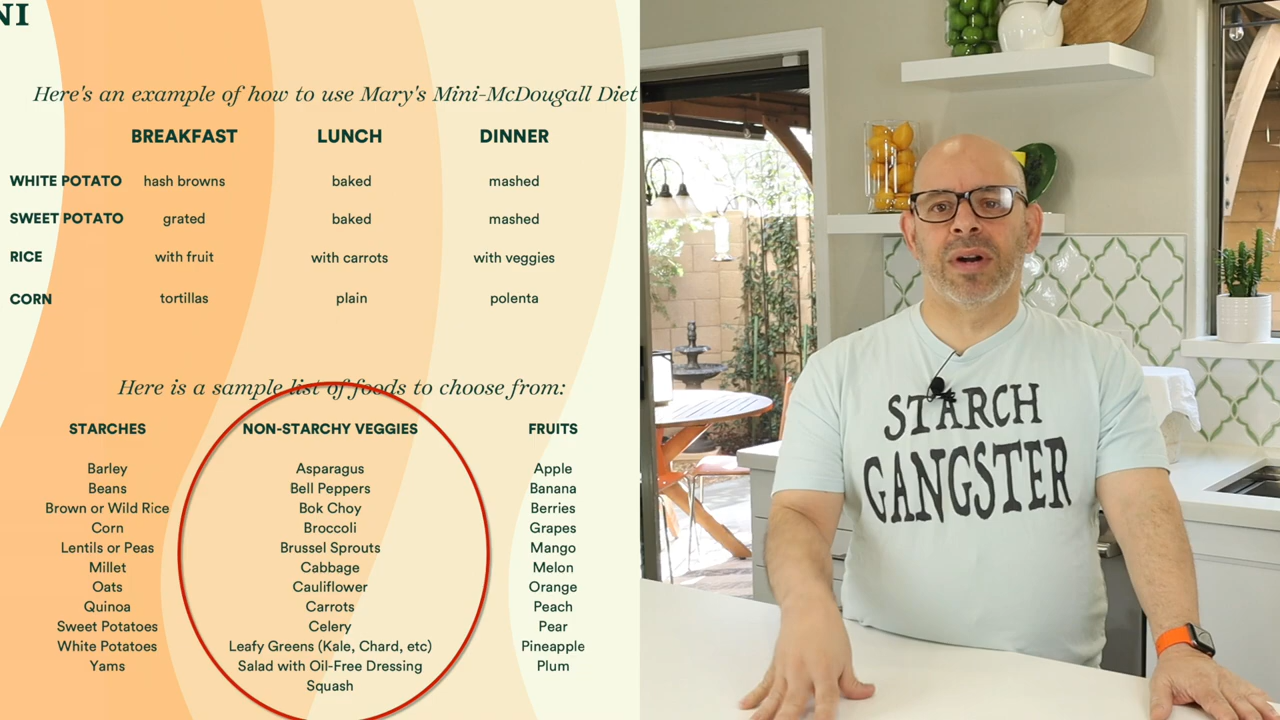 NI
Here's an example of how to use Mary's Mini-McDougall Diet
BREAKFAST LUNCH DINNER
WHITE POTATO hash browns baked mashed
SWEET POTATO grated baked mashed
RICE with fruit with carrots with veggies
CORN tortillas plain polenta
Here is a sample list of foods to choose from:
STARCHES NON-STARCHY VEGGIES FRUITS
Barley Asparagus Apple
Beans Bell Peppers Banana
Brown or Wild Rice Bok Choy Berries
Corn Broccoli Grapes
Lentils or Peas Brussel Sprouts Mango
Millet Cabbage Melon
Oats Cauliflower Orange
Quinoa Carrots Peach
Sweet Potatoes Celery Pear
White Potatoes Leafy Greens (Kale, Chard, etc) Pineapple
Yams Salad with Oil-Free Dressing Plum
Squash
STARCH
GANGSTER